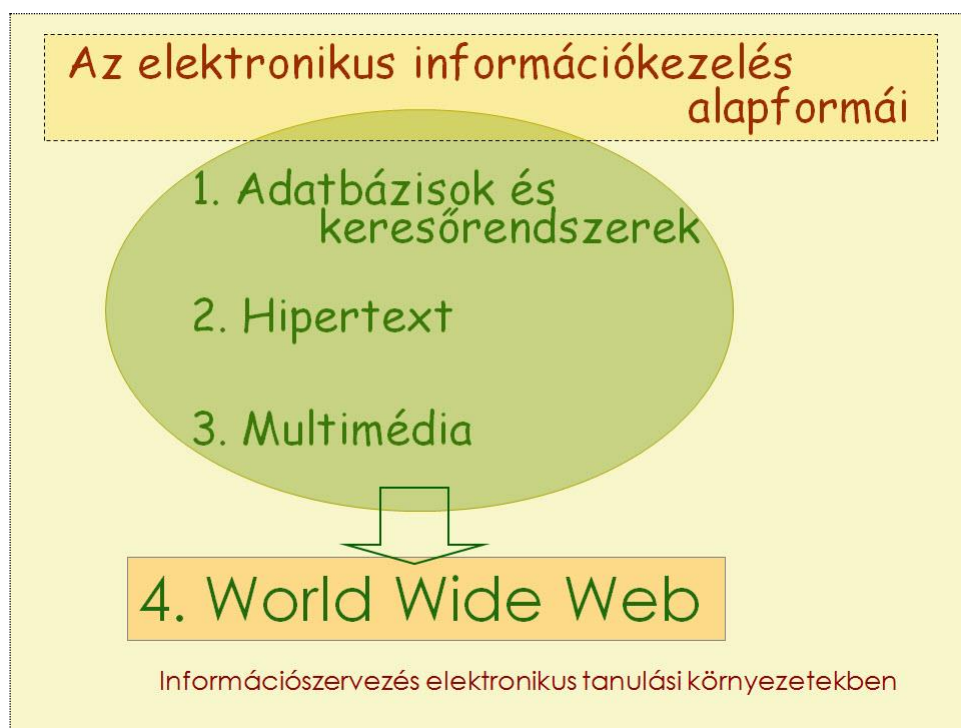 Az elektronikus információkezelés
alapformái
1. Adatbázisok és
keresőrendszerek
2. Hipertext
3. Multimédia
4. World Wide Web
Információszervezés elektronikus tanulási környezetekben